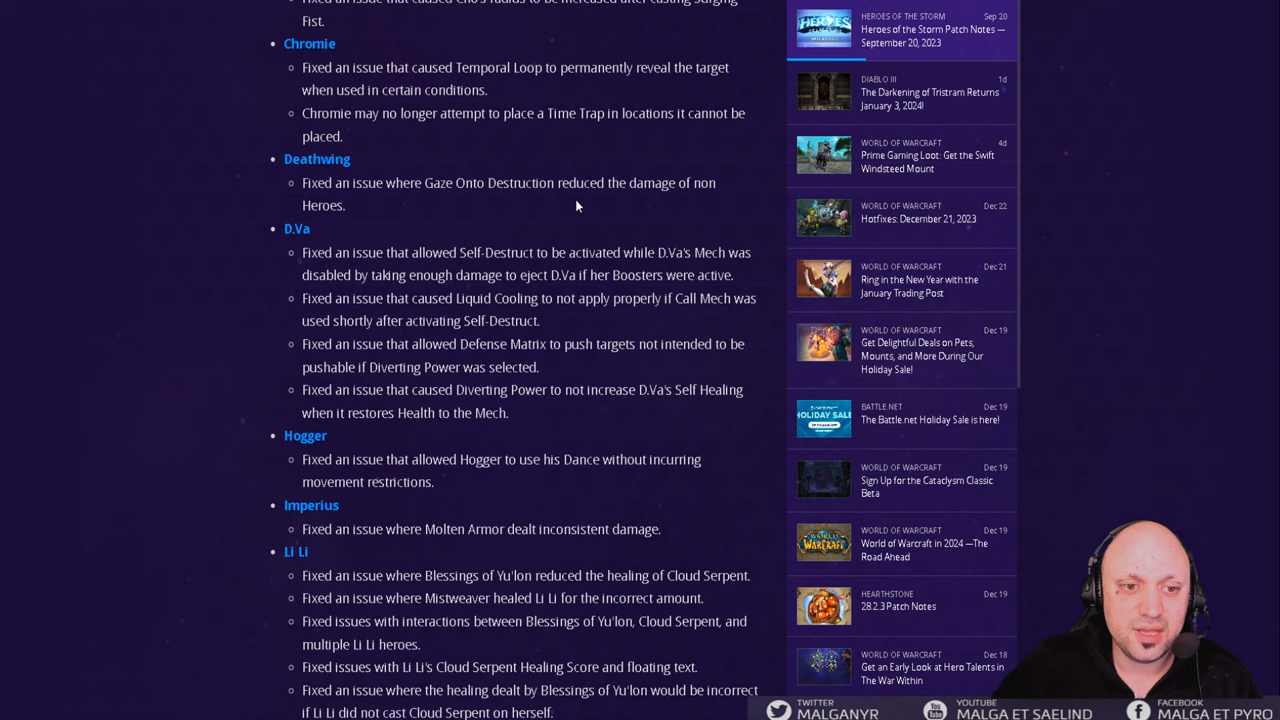 Fixed an issue that caused Cho's radius to be increased after casting Surging
Fist.
Chromie
Fixed an issue that caused Temporal Loop to permanently reveal the target
when used in certain conditions.
Chromie may no longer attempt to place a Time Trap in locations it cannot be
placed.
Deathwing
Fixed an issue where Gaze Onto Destruction reduced the damage of non
Heroes.
D.Va
Fixed an issue that allowed Self-Destruct to be activated while D.Va's Mech was
disabled by taking enough damage to eject D.Va if her Boosters were active.
Fixed an issue that caused Liquid Cooling to not apply properly if Call Mech was
used shortly after activating Self-Destruct.
Fixed an issue that allowed Defense Matrix to push targets not intended to be
pushable if Diverting Power was selected.
Fixed an issue that caused Diverting Power to not increase D.Va's Self Healing
when it restores Health to the Mech.
Hogger
Fixed an issue that allowed Hogger to use his Dance without incurring
movement restrictions.
Imperius
Fixed an issue where Molten Armor dealt inconsistent damage.
Li Li
Fixed an issue where Blessings of Yu'lon reduced the healing of Cloud Serpent.
Fixed an issue where Mistweaver healed Li Li for the incorrect amount.
Fixed issues with interactions between Blessings of Yu'lon, Cloud Serpent, and
multiple Li Li heroes.
Fixed issues with Li Li's Cloud Serpent Healing Score and floating text.
Fixed an issue where the healing dealt by Blessings of Yu'lon would be incorrect
if Li Li did not cast Cloud Serpent on herself.
HEROES OF THE STORM Sep 20
Heroes of the Storm Patch Notes —
September 20, 2023
DIABLO III 1d
The Darkening of Tristram Returns
January 3, 2024!
WORLD OF WARCRAFT 4d
Prime Gaming Loot: Get the Swift
Windsteed Mount
WORLD OF WARCRAFT Dec 22
Hotfixes: December 21, 2023
WORLD OF WARCRAFT Dec 21
Ring in the New Year with the
January Trading Post
WORLD OF WARCRAFT Dec 19
Get Delightful Deals on Pets,
Mounts, and More During Our
Holiday Sale!
HOLIDAY SALE
BATTLE.NET Dec 19
The Battle.net Holiday Sale is here!
WORLD OF WARCRAFT Dec 19
Sign Up for the Cataclysm Classic
Beta
WORLD OF WARCRAFT Dec 19
World of Warcraft in 2024 —The
Road Ahead
HEARTHSTONE Dec 19
28.2.3 Patch Notes
WORLD OF WARCRAFT Dec 18
Get an Early Look at Hero Talents in
The War Within
TWITTER
MALGANYR
YOUTUBE
MALGA ET SAELIND
FACEBOOK
MALGA ET PYRO